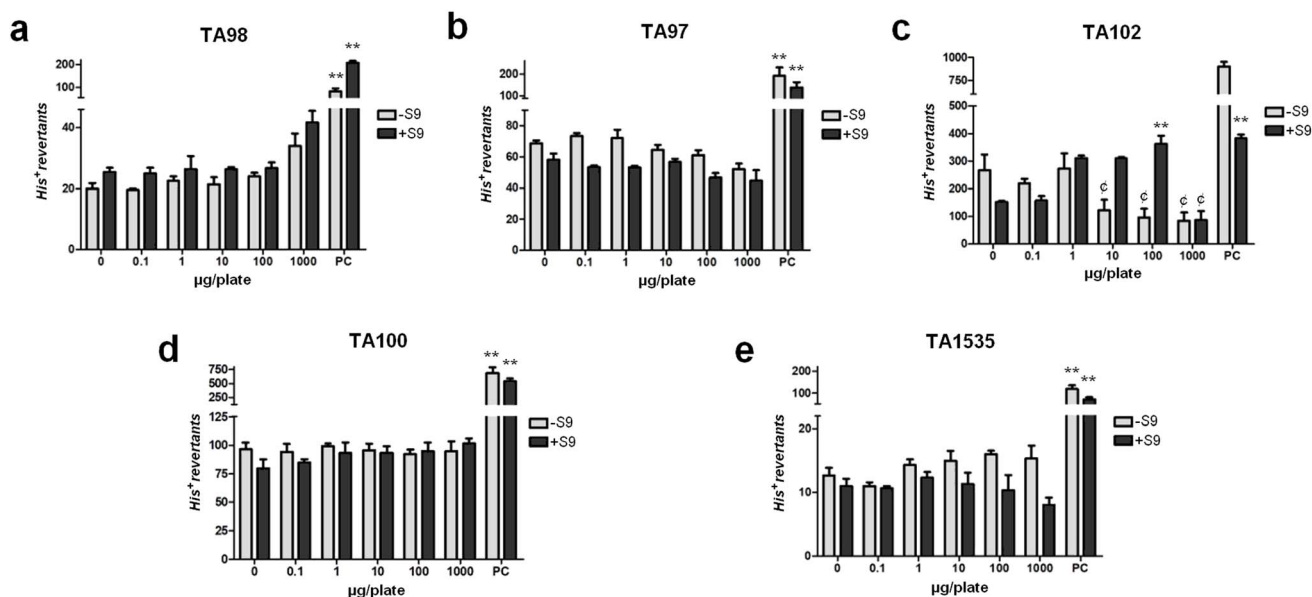 a
TA98
**
**
200
100
40
20
0
His⁺revertants
-S9
+S9
0 0.1 1 10 100 1000 PC
µg/plate
b
TA97
**
**
200
100
80
60
40
20
0
His⁺revertants
-S9
+S9
0 0.1 1 10 100 1000 PC
µg/plate
c
TA102
1000
750
500
400
300
200
100
0
His⁺revertants
**
**
¢ ¢ ¢ ¢
-S9
+S9
0 0.1 1 10 100 1000 PC
µg/plate
d
TA100
**
**
750
500
250
125
100
75
50
25
0
His⁺revertants
-S9
+S9
0 0.1 1 10 100 1000 PC
µg/plate
e
TA1535
**
**
200
100
20
10
0
His⁺revertants
-S9
+S9
0 0.1 1 10 100 1000 PC
µg/plate